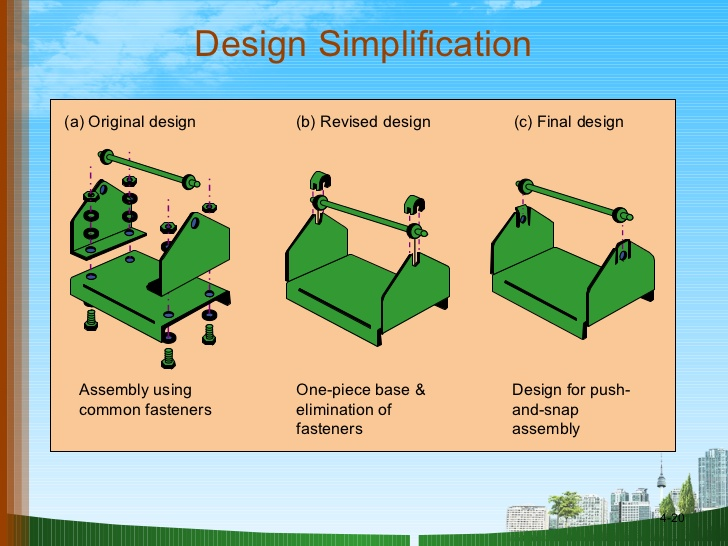 Design Simplification
(a) Original design
(b) Revised design
(c) Final design
Assembly using
common fasteners
One-piece base &
elimination of
fasteners
Design for push-
and-snap
assembly
4-20